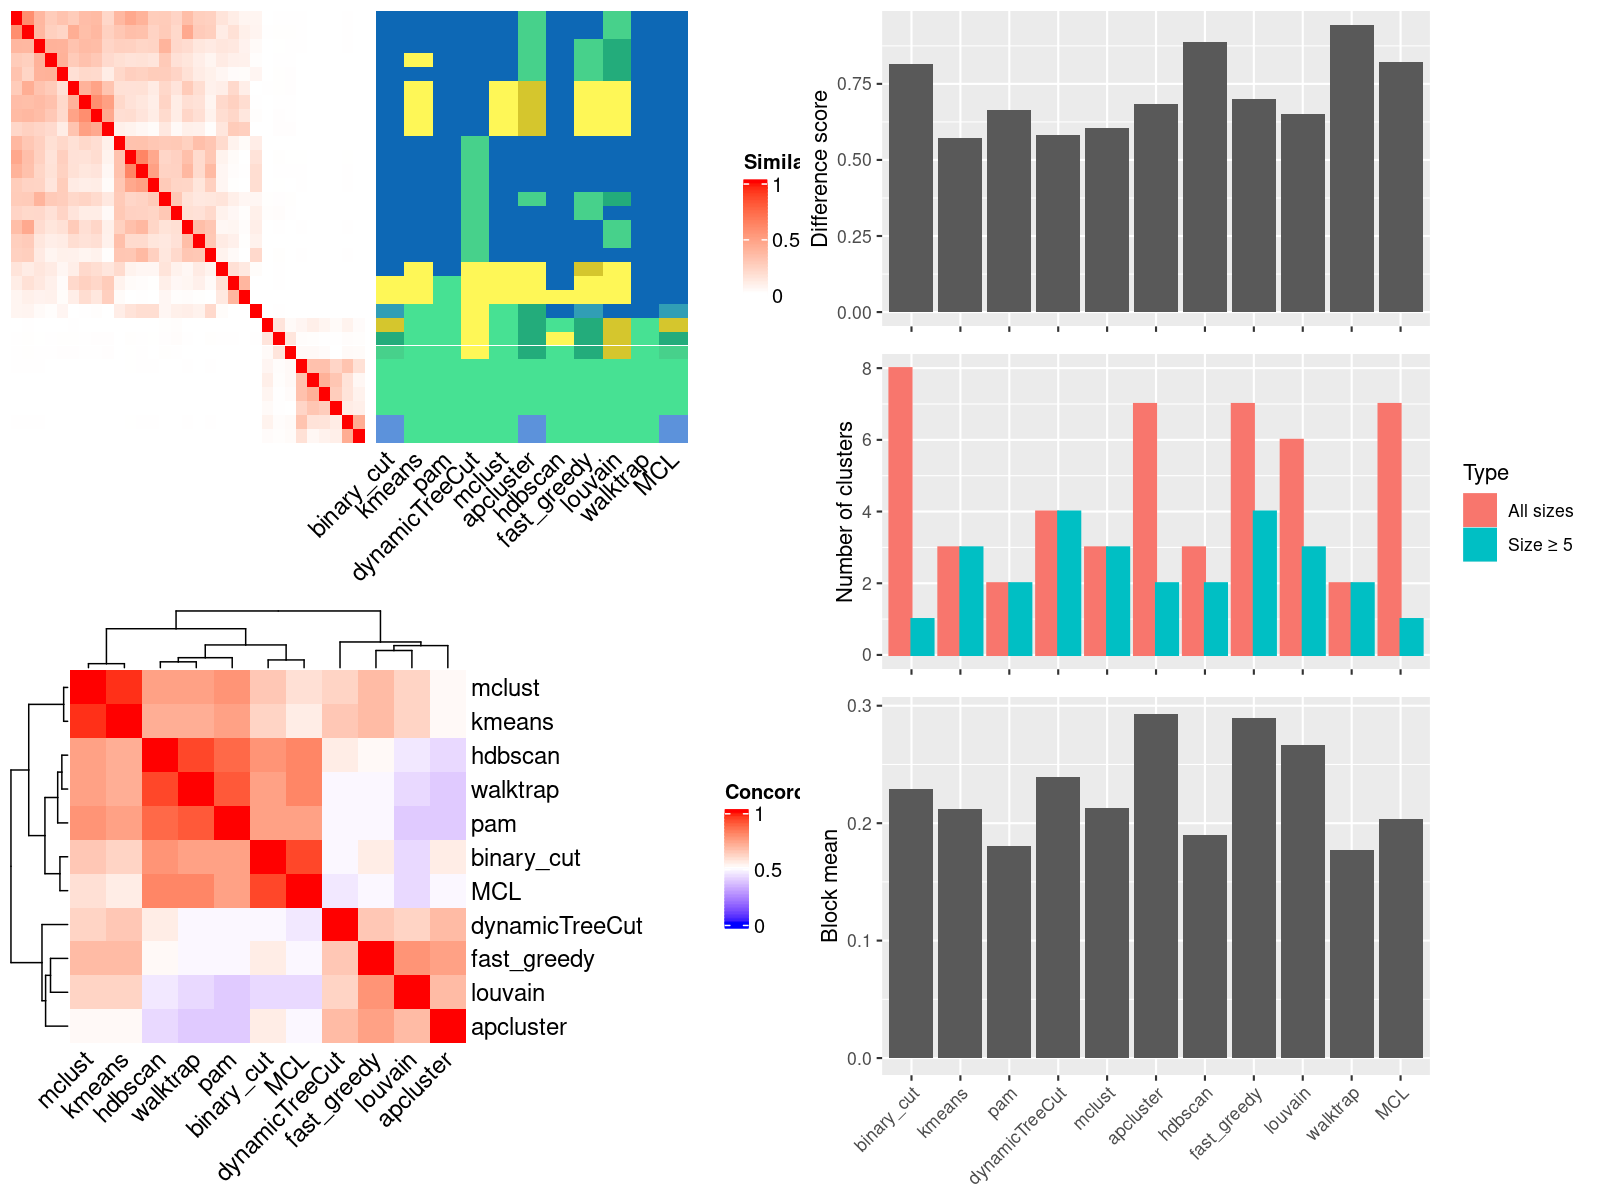 Simila
1
0.5
0
binary_cut
kmeans
pam
dynamicTreeCut
mclust
apcluster
hdbscan
fast_greedy
louvain
walktrap
MCL
mclust
kmeans
hdbscan
walktrap
pam
binary_cut
MCL
dynamicTreeCut
fast_greedy
louvain
apcluster
mclust
kmeans
hdbscan
walktrap
pam
binary_cut
MCL
dynamicTreeCut
fast_greedy
louvain
apcluster
Concord
1
0.5
0
Difference score
0.75
0.50
0.25
0.00
Number of clusters
8
6
4
2
0
Type
All sizes
Size ≥ 5
Block mean
0.3
0.2
0.1
0.0
binary_cut
kmeans
pam
dynamicTreeCut
mclust
apcluster
hdbscan
fast_greedy
louvain
walktrap
MCL